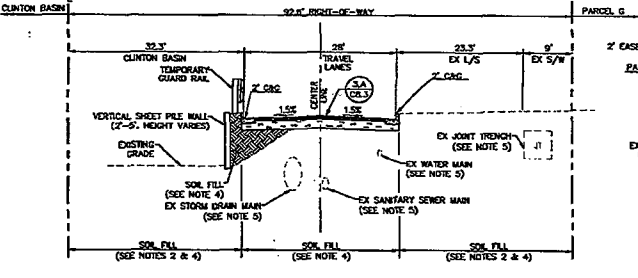 CLINTON BASIN
92.8' RIGHT-OF-WAY
PARCEL G
32.3'
CLINTON BASIN
28'
TRAVEL
LANES
23.3'
EX L/S
9'
EX S/W
2' EASE
TEMPORARY
GUARD RAIL
2' C&G
CENTER
LINE
3,A
C8.3
2' C&G
1.5%
1.5%
VERTICAL SHEET PILE WALL
(2'-5', HEIGHT VARIES)
EXISTING
GRADE
EX JOINT TRENCH
(SEE NOTE 5)
JT
EX WATER MAIN
(SEE NOTE 5)
SOIL FILL
(SEE NOTE 4)
EX STORM DRAIN MAIN
(SEE NOTE 5)
EX SANITARY SEWER MAIN
(SEE NOTE 5)
SOIL FILL
(SEE NOTES 2 & 4)
SOIL FILL
(SEE NOTE 4)
SOIL FILL
(SEE NOTES 2 & 4)